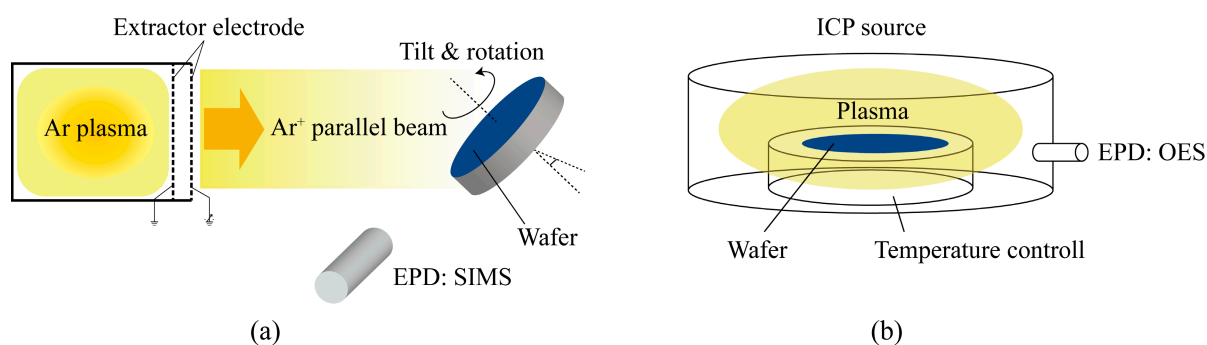 Extractor electrode
Tilt & rotation
Ar plasma
Ar⁺ parallel beam
Wafer
EPD: SIMS
(a)
ICP source
Plasma
EPD: OES
Wafer
Temperature controll
(b)